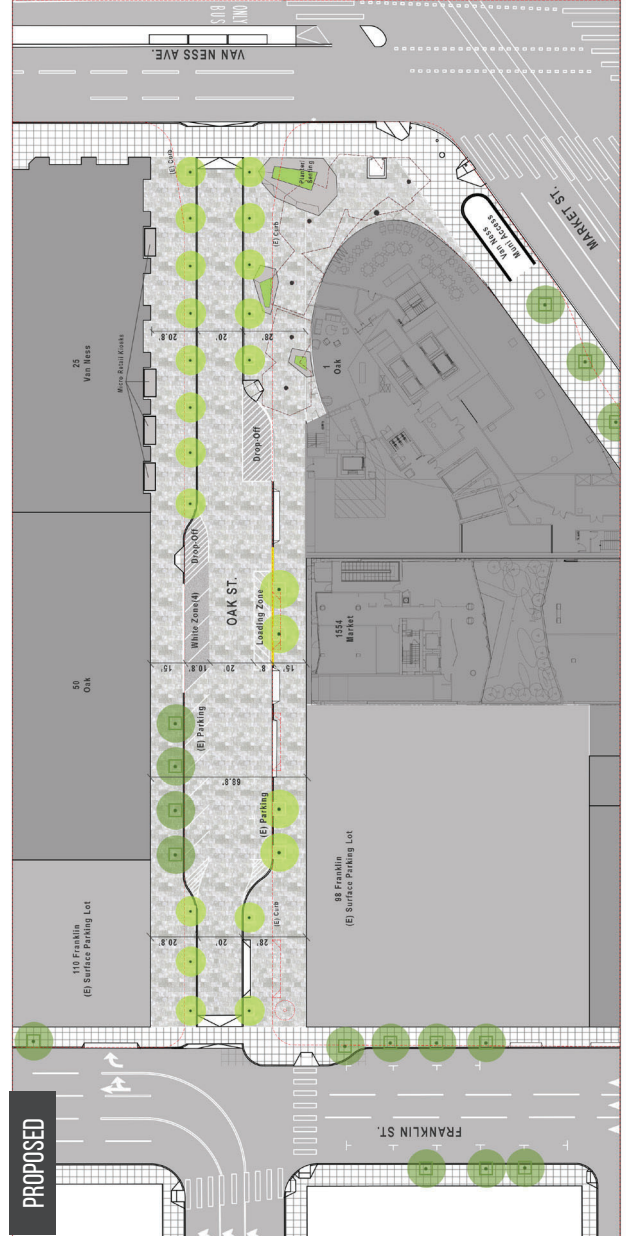 BUS
ONLY
VAN NESS AVE.
(E) Curb
Planter/
Seating
(E) Curb
Van Ness
Muni Access
MARKET ST.
25
Van Ness
Micro Retail Kiosks
20.8'
20'
28'
1
Oak
Drop-Off
Drop-Off
White Zone(4)
OAK ST.
Loading Zone
1554
Market
50
Oak
15'
10.8'
20'
8'
15'
(E) Parking
68.8'
(E) Parking
98 Franklin
(E) Surface Parking Lot
110 Franklin
(E) Surface Parking Lot
(E) Curb
20.8'
20'
28'
FRANKLIN ST.
PROPOSED